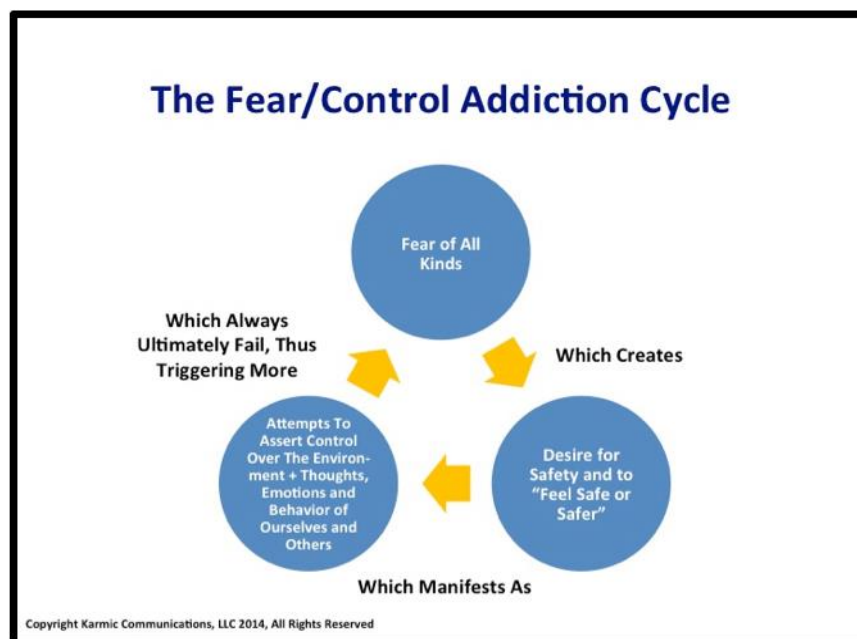 The Fear/Control Addiction Cycle
Fear of All
Kinds
Which Creates
Desire for
Safety and to
“Feel Safe or
Safer”
Which Manifests As
Attempts To
Assert Control
Over The Environ-
ment + Thoughts,
Emotions and
Behavior of
Ourselves and
Others
Which Always
Ultimately Fail, Thus
Triggering More
Copyright Karmic Communications, LLC 2014, All Rights Reserved